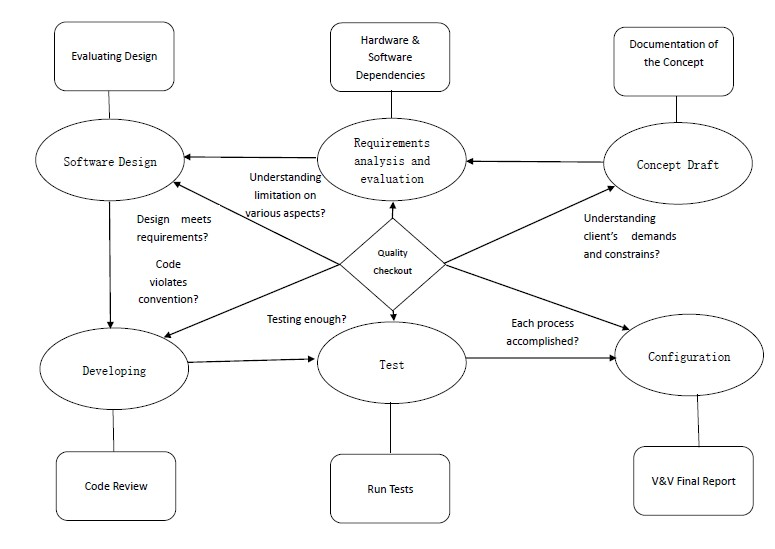 Evaluating Design
Hardware &
Software
Dependencies
Documentation of
the Concept
Software Design
Requirements
analysis and
evaluation
Concept Draft
Understanding
limitation on
various aspects?
Design meets
requirements?
Understanding
client's demands
and constrains?
Quality
Checkout
Code
violates
convention?
Testing enough?
Each process
accomplished?
Developing
Test
Configuration
Code Review
Run Tests
V&V Final Report